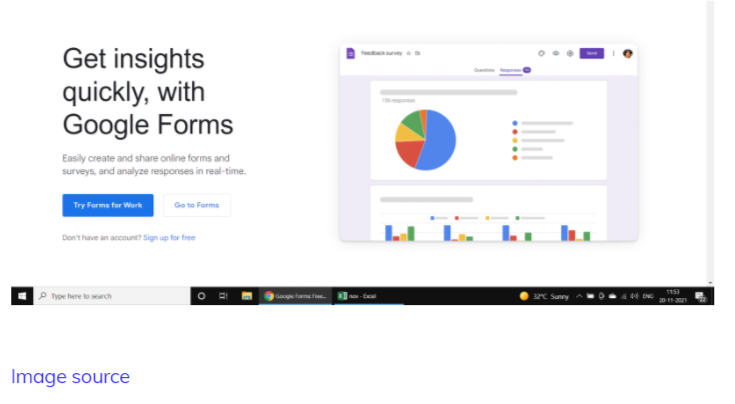 Get insights
quickly, with
Google Forms
Easily create and share online forms and
surveys, and analyze responses in real-time.
Try Forms for Work Go to Forms
Don't have an account? Sign up for free
Feedback survey
Send
Questions Responses
156 responses
Type here to search
Google Forms: Free... nav - Excel
32°C Sunny ENG
11:53
20-11-2021
Image source